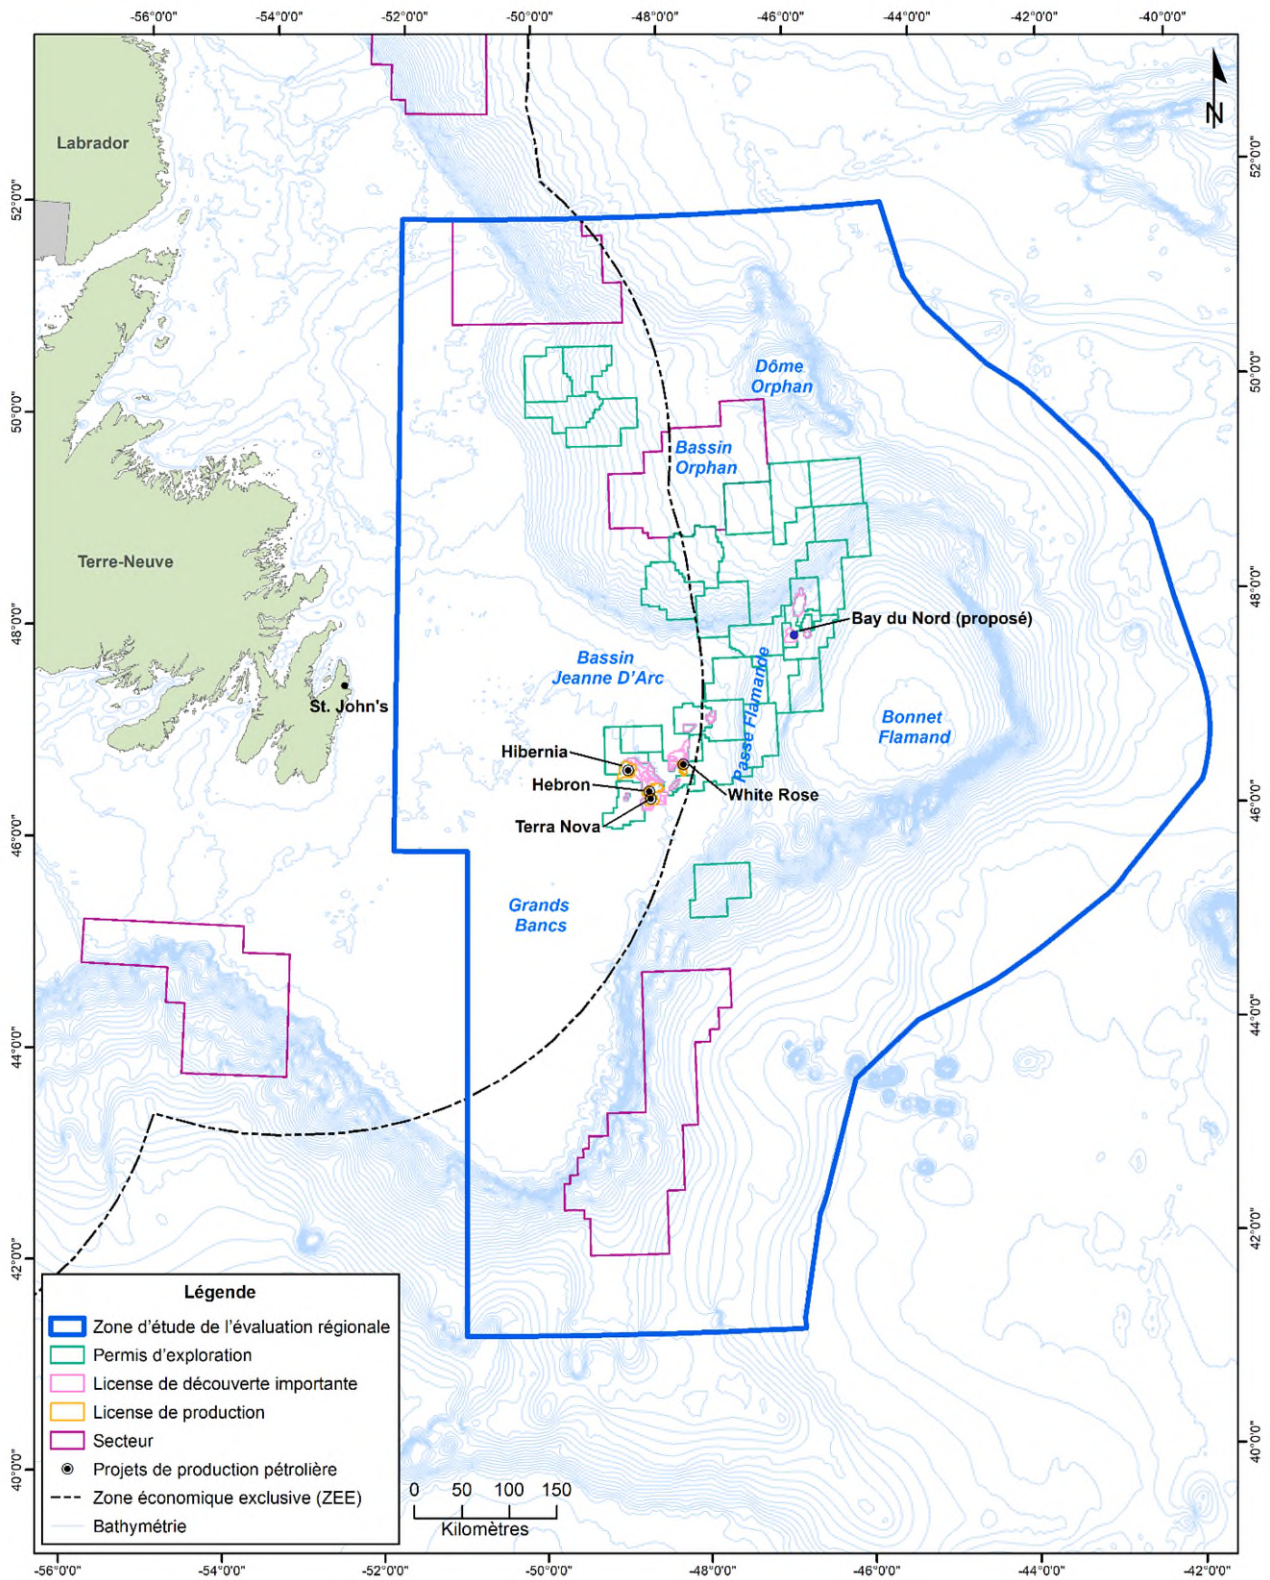 -56°0'0" -54°0'0" -52°0'0" -50°0'0" -48°0'0" -46°0'0" -44°0'0" -42°0'0" -40°0'0"
N
Labrador
52°0'0"
52°0'0"
Dôme
Orphan
50°0'0"
50°0'0"
Bassin
Orphan
Terre-Neuve
48°0'0"
48°0'0"
Bay du Nord (proposé)
Bassin
Jeanne D'Arc
Passe Flamande
St. John's
Bonnet
Flamand
Hibernia
Hebron
White Rose
Terra Nova
46°0'0"
46°0'0"
Grands
Bancs
44°0'0"
44°0'0"
42°0'0"
42°0'0"
Légende
Zone d'étude de l'évaluation régionale
Permis d'exploration
License de découverte importante
License de production
Secteur
Projets de production pétrolière
Zone économique exclusive (ZEE)
Bathymétrie
40°0'0"
40°0'0"
0 50 100 150
Kilomètres
-56°0'0" -54°0'0" -52°0'0" -50°0'0" -48°0'0" -46°0'0" -44°0'0" -42°0'0"